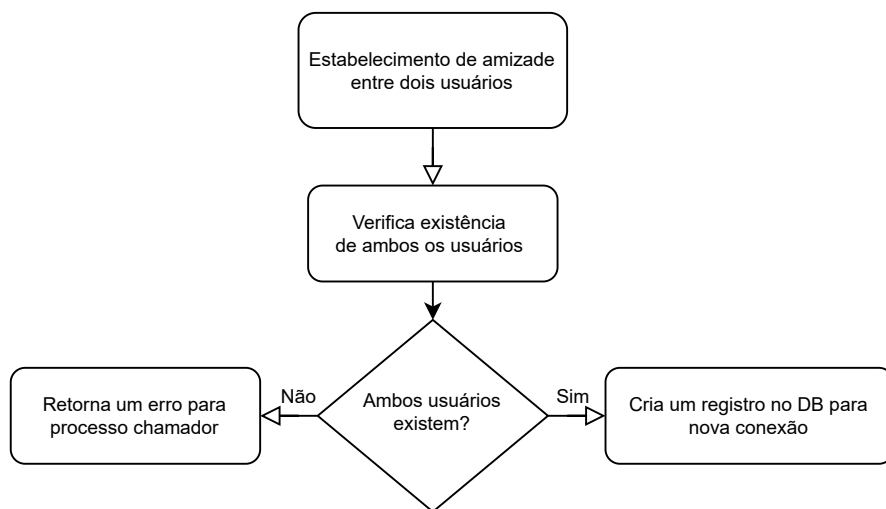 Estabelecimento de amizade
entre dois usuários
Verifica existência
de ambos os usuários
Ambos usuários
existem?
Não
Retorna um erro para
processo chamador
Sim
Cria um registro no DB para
nova conexão